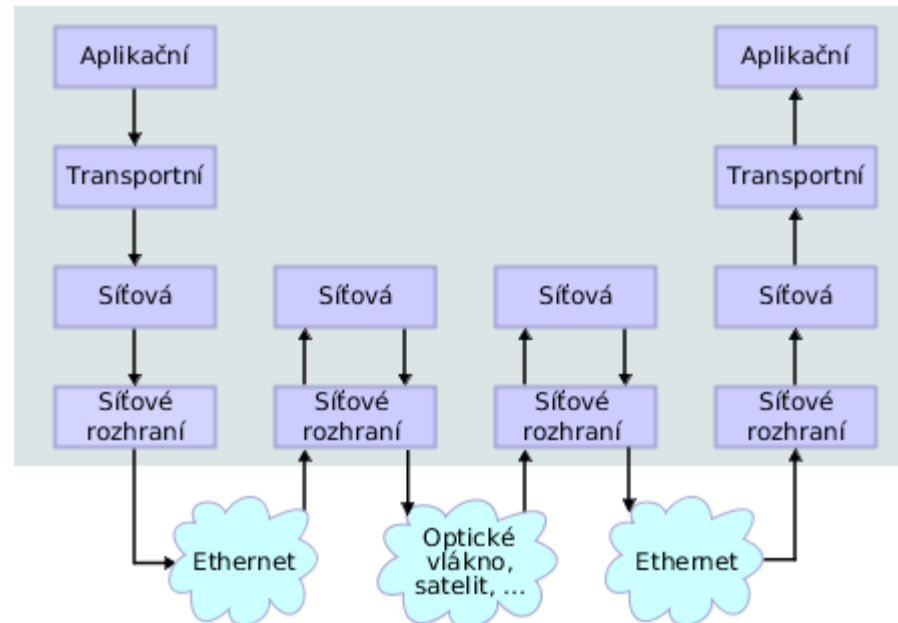 Aplikační
Aplikační
Transportní
Transportní
Síťová
Síťová
Síťová
Síťová
Síťové
rozhraní
Síťové
rozhraní
Síťové
rozhraní
Síťové
rozhraní
Ethernet
Optické
vlákno,
satelit, ...
Ethernet